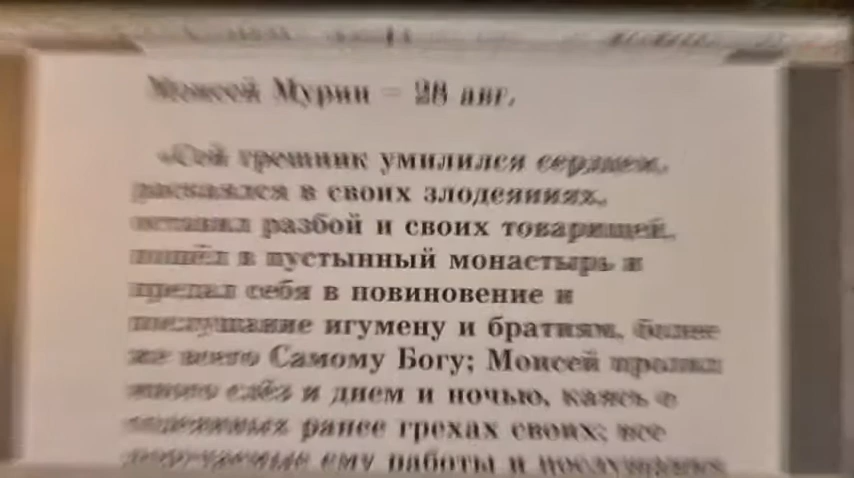 Моисей Мурин – 28 авг.
«Сей грешник умилился сердцем,
раскаялся в своих злодеяниях,
оставил разбой и своих товарищей,
пошёл в пустынный монастырь и
предал себя в повиновение и
послушание игумену и братиям, более
же всего Самому Богу; Моисей пролил
много слёз и днем и ночью, каясь о
содеянных ранее грехах своих; все
ему работы и послушания